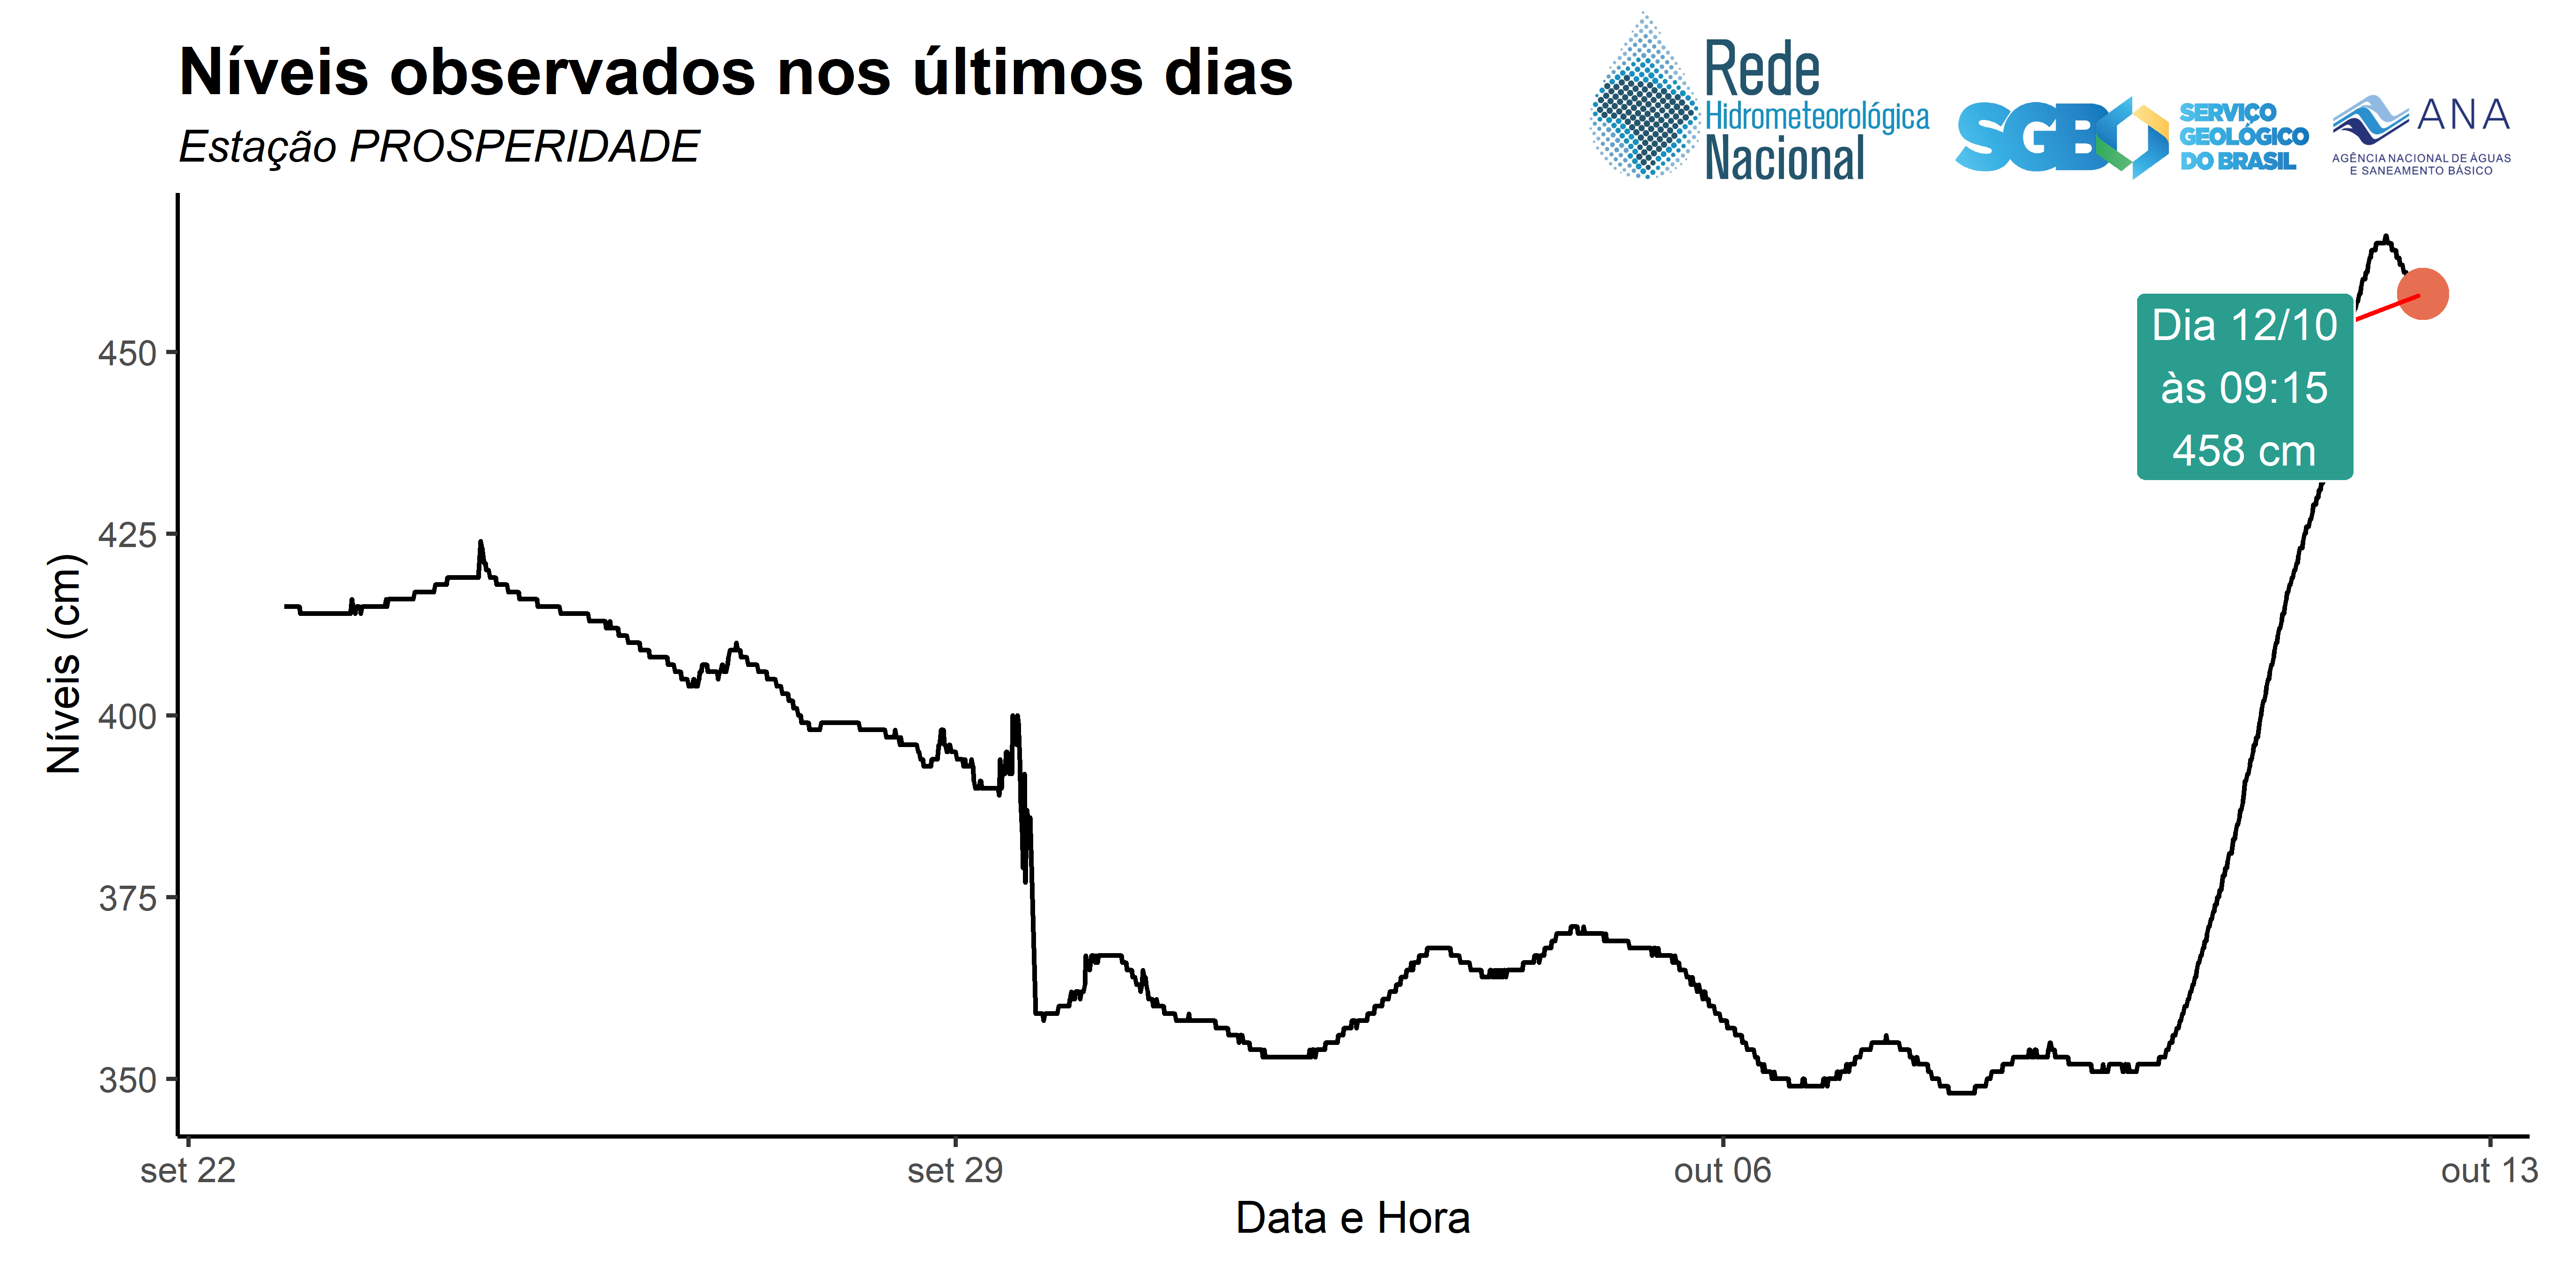 Níveis observados nos últimos dias
Estação PROSPERIDADE
Rede
Hidrometeorológica
Nacional
SGB
SERVIÇO
GEOLÓGICO
DO BRASIL
ANA
AGÊNCIA NACIONAL DE ÁGUAS
E SANEAMENTO BÁSICO
Níveis (cm)
450
425
400
375
350
Dia 12/10
às 09:15
458 cm
set 22
set 29
out 06
out 13
Data e Hora